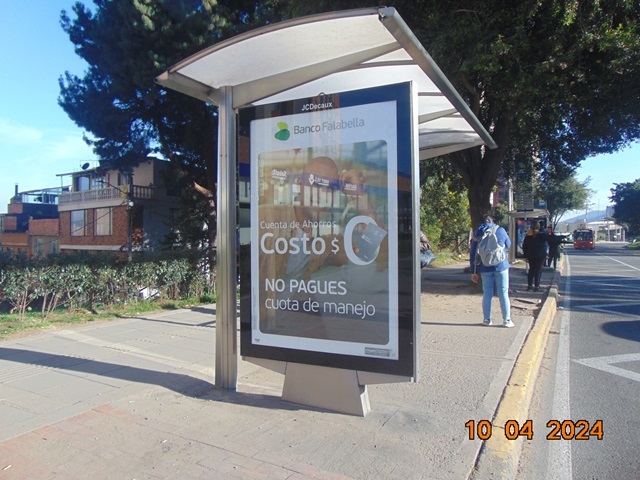 JCDecaux
Banco Falabella
Cuenta de Ahorros
Costo $0
NO PAGUES
cuota de manejo
10 04 2024